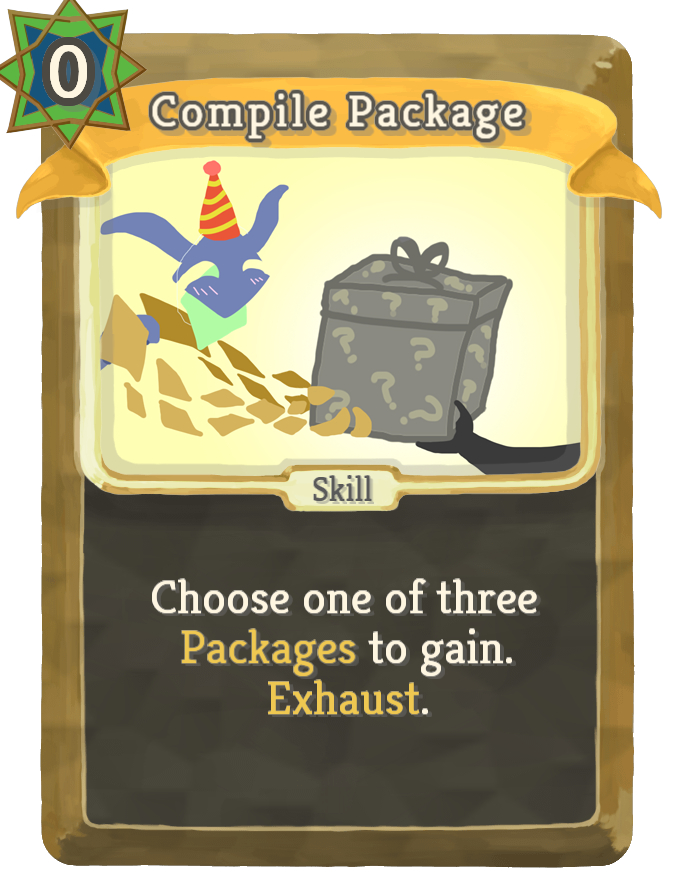 0
Compile Package
? ? ?
? ?
? ?
Skill
Choose one of three
Packages to gain.
Exhaust.